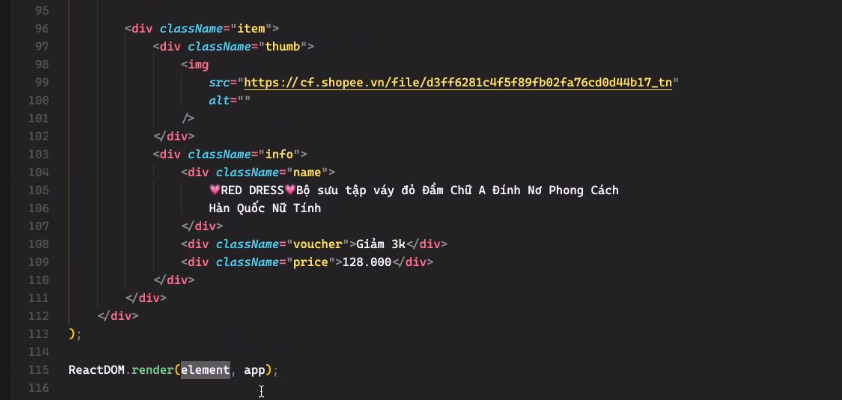 95
96 <div className="item">
97 <div className="thumb">
98 <img
99 src="https://cf.shopee.vn/file/d3ff6281c4f5f89fb02fa76cd0d44b17_tn"
100 alt=""
101 />
102 </div>
103 <div className="info">
104 <div className="name">
105 💗RED DRESS💗Bộ sưu tập váy đỏ Đầm Chữ A Đính Nơ Phong Cách
106 Hàn Quốc Nữ Tính
107 </div>
108 <div className="voucher">Giảm 3k</div>
109 <div className="price">128.000</div>
110 </div>
111 </div>
112 </div>
113 );
114
115 ReactDOM.render(element, app);
116